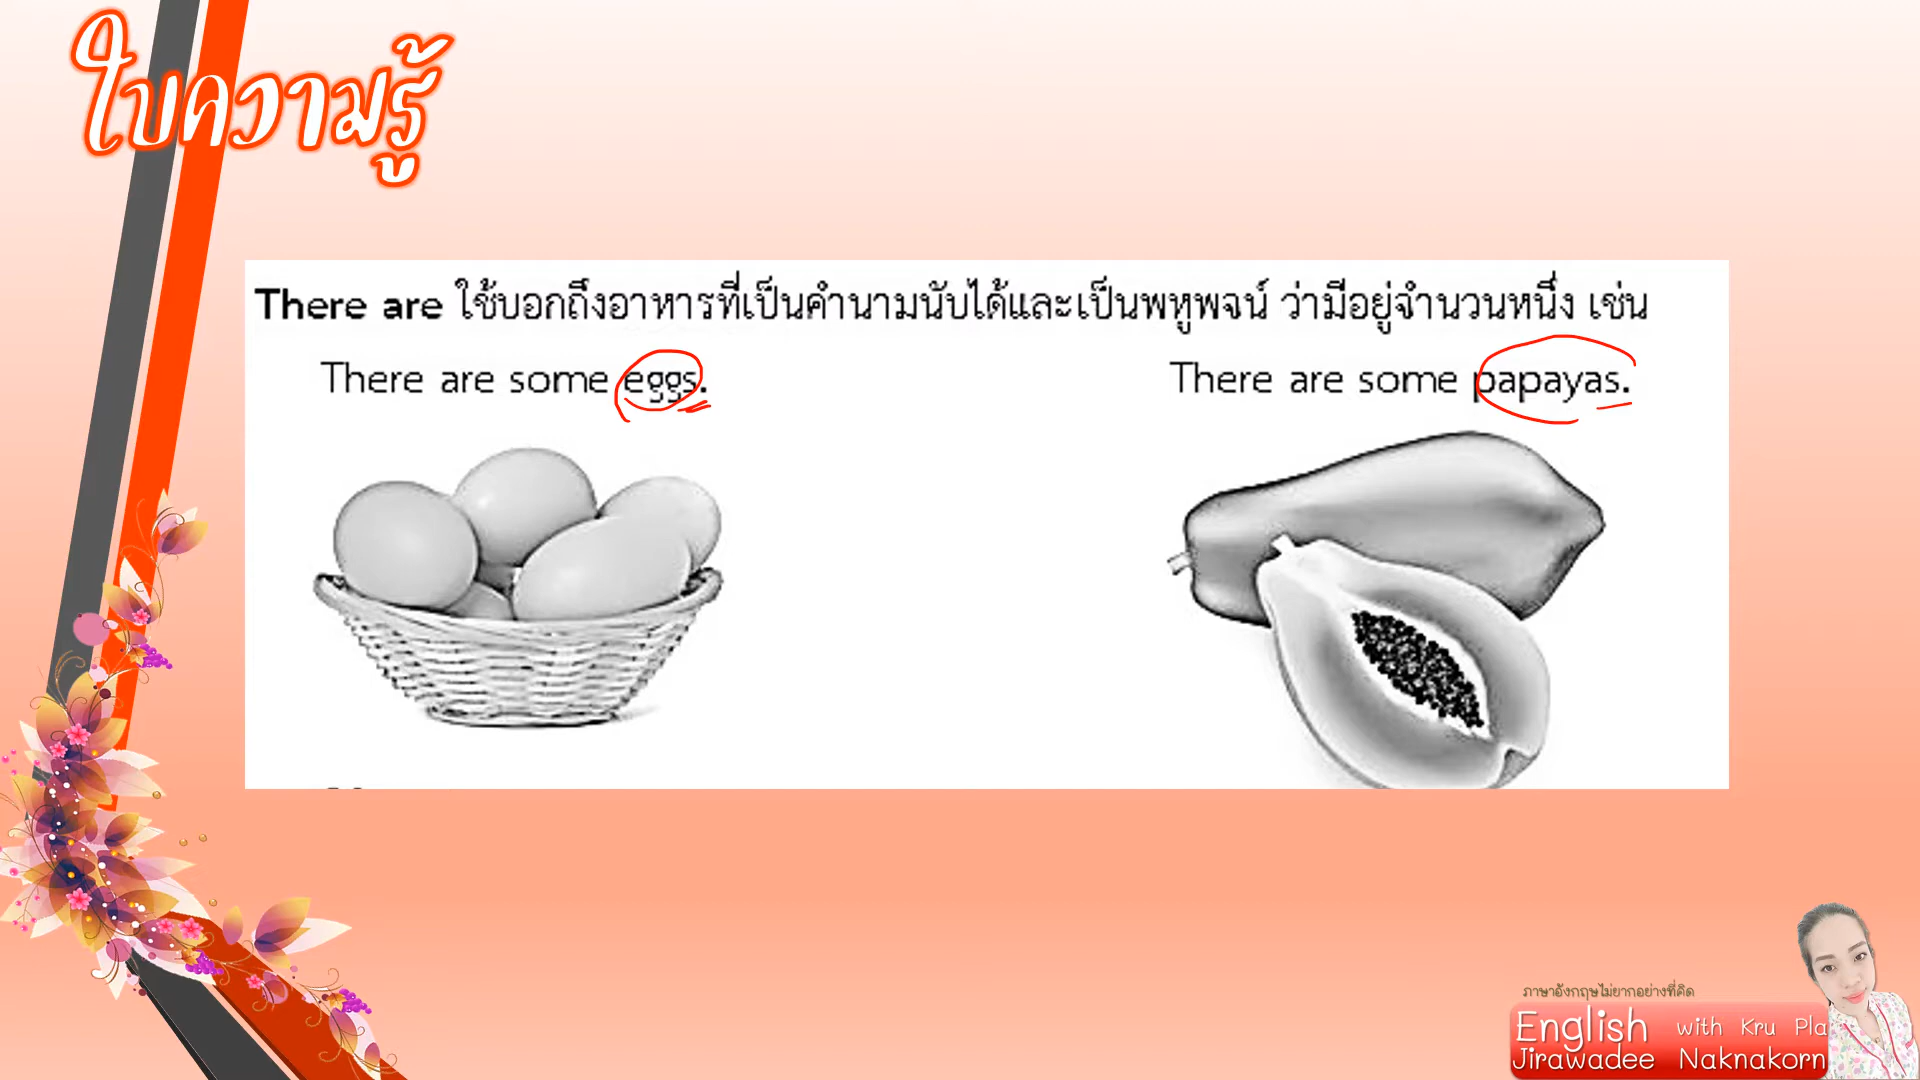 ใบความรู้
There are ใช้บอกถึงอาหารที่เป็นคำนามนับได้และเป็นพหูพจน์ ว่ามีอยู่จำนวนหนึ่ง เช่น
There are some eggs.
There are some papayas.
ภาษาอังกฤษไม่ยากอย่างที่คิด
English with Kru Pla
Jirawadee Naknakorn